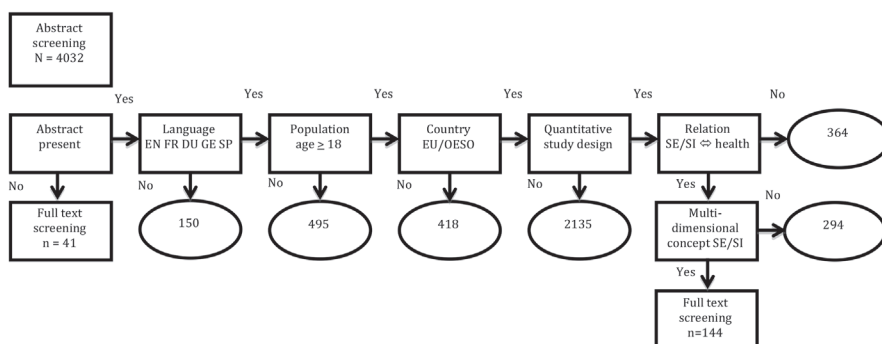 Abstract
screening
N = 4032
Yes
Yes
Yes
Yes
Yes
No
Abstract
present
Language
EN FR DU GE SP
Population
age ≥ 18
Country
EU/OESO
Quantitative
study design
Relation
SE/SI ⇔ health
364
No
No
No
No
No
Yes
Full text
screening
n = 41
150
495
418
2135
Multi-
dimensional
concept SE/SI
No
294
Yes
Full text
screening
n=144